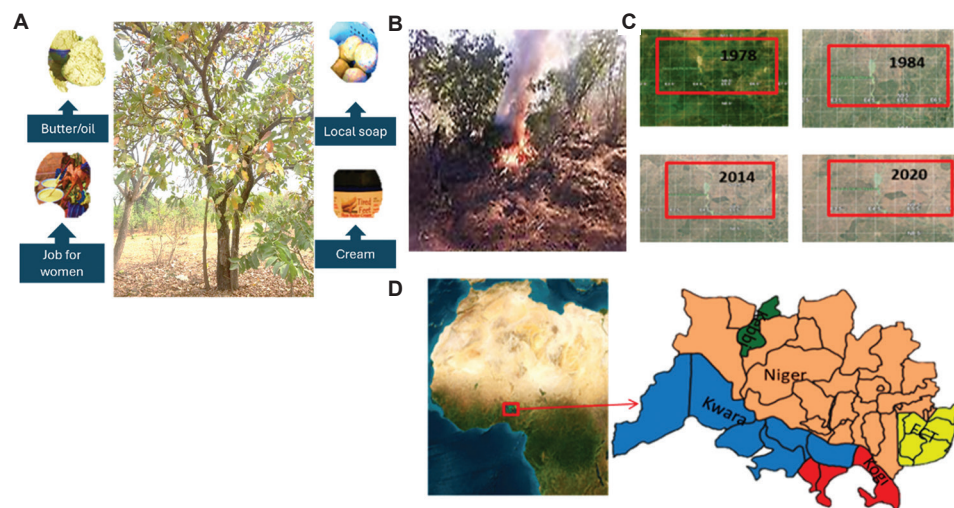 A
Butter/oil
Local soap
Job for
women
Cream
B
C
1978
1984
2014
2020
D
Niger
Kwara
FCT
Kogi